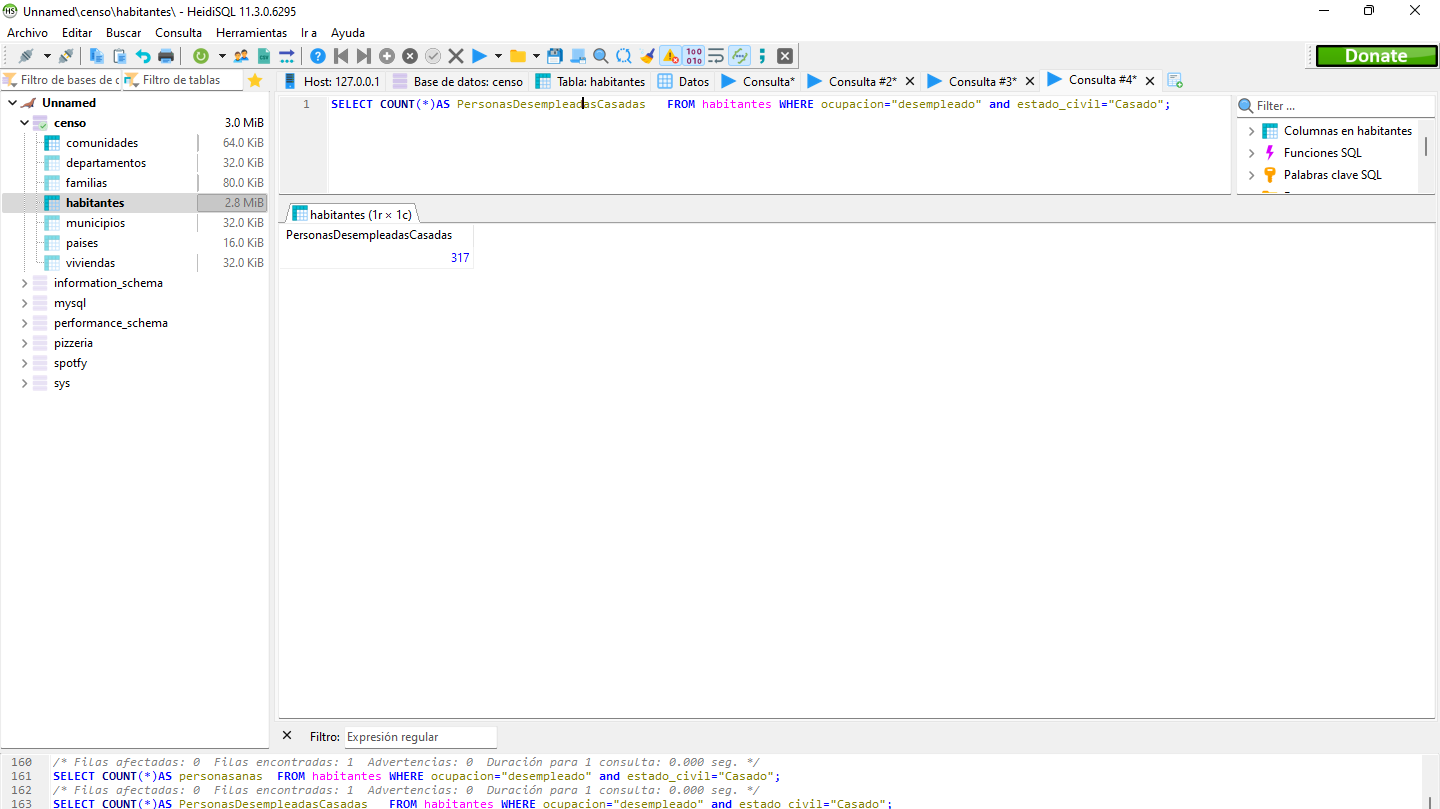 Unnamed\censo\habitantes\ - HeidiSQL 11.3.0.6295
Archivo Editar Buscar Consulta Herramientas Ir a Ayuda
Donate
Filtro de bases de c Filtro de tablas
Host: 127.0.0.1 Base de datos: censo Tabla: habitantes Datos Consulta* Consulta #2* Consulta #3* Consulta #4*
Unnamed
censo 3.0 MiB
comunidades 64.0 KiB
departamentos 32.0 KiB
familias 80.0 KiB
habitantes 2.8 MiB
municipios 32.0 KiB
paises 16.0 KiB
viviendas 32.0 KiB
information_schema
mysql
performance_schema
pizzeria
spotfy
sys
1 SELECT COUNT(*)AS PersonasDesempleadasCasadas FROM habitantes WHERE ocupacion="desempleado" and estado_civil="Casado";
Filter ...
Columnas en habitantes
Funciones SQL
Palabras clave SQL
habitantes (1r × 1c)
PersonasDesempleadasCasadas
317
Filtro: Expresión regular
160 /* Filas afectadas: 0 Filas encontradas: 1 Advertencias: 0 Duración para 1 consulta: 0.000 seg. */
161 SELECT COUNT(*)AS personasanas FROM habitantes WHERE ocupacion="desempleado" and estado_civil="Casado";
162 /* Filas afectadas: 0 Filas encontradas: 1 Advertencias: 0 Duración para 1 consulta: 0.000 seg. */
163 SELECT COUNT(*)AS PersonasDesempleadasCasadas FROM habitantes WHERE ocupacion="desempleado" and estado_civil="Casado";